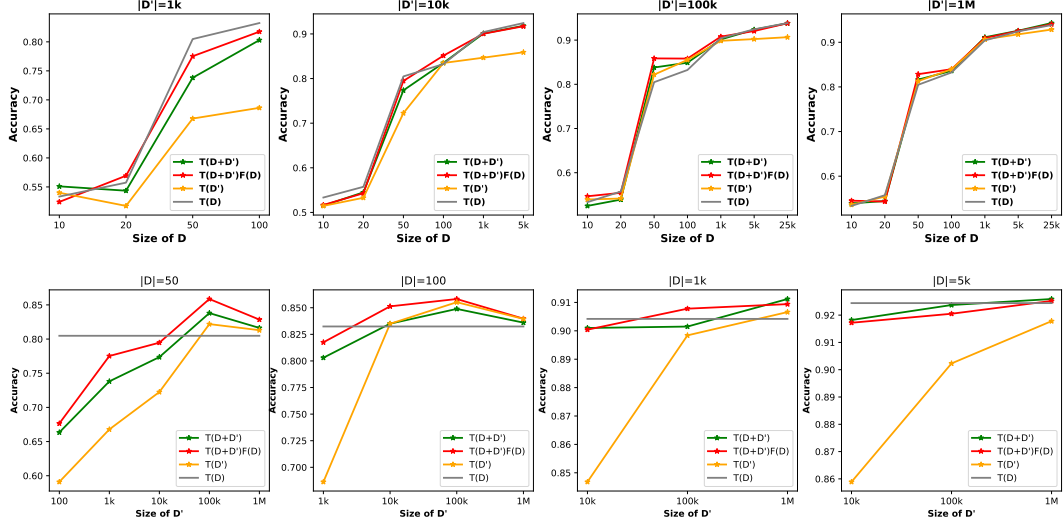 |D'|=1k
Accuracy
0.80
0.75
0.70
0.65
0.60
0.55
T(D+D')
T(D+D')F(D)
T(D')
T(D)
10
20
50
100
Size of D
|D'|=10k
Accuracy
0.9
0.8
0.7
0.6
0.5
T(D+D')
T(D+D')F(D)
T(D')
T(D)
10
20
50
100
1k
5k
Size of D
|D'|=100k
Accuracy
0.9
0.8
0.7
0.6
T(D+D')
T(D+D')F(D)
T(D')
T(D)
10
20
50
100
1k
5k
25k
Size of D
|D'|=1M
Accuracy
0.9
0.8
0.7
0.6
T(D+D')
T(D+D')F(D)
T(D')
T(D)
10
20
50
100
1k
5k
25k
Size of D
|D|=50
Accuracy
0.85
0.80
0.75
0.70
0.65
0.60
T(D+D')
T(D+D')F(D)
T(D')
T(D)
100
1k
10k
100k
1M
Size of D'
|D|=100
Accuracy
0.850
0.825
0.800
0.775
0.750
0.725
0.700
T(D+D')
T(D+D')F(D)
T(D')
T(D)
1k
10k
100k
1M
Size of D'
|D|=1k
Accuracy
0.91
0.90
0.89
0.88
0.87
0.86
0.85
T(D+D')
T(D+D')F(D)
T(D')
T(D)
10k
100k
1M
Size of D'
|D|=5k
Accuracy
0.92
0.91
0.90
0.89
0.88
0.87
0.86
T(D+D')
T(D+D')F(D)
T(D')
T(D)
10k
100k
1M
Size of D'